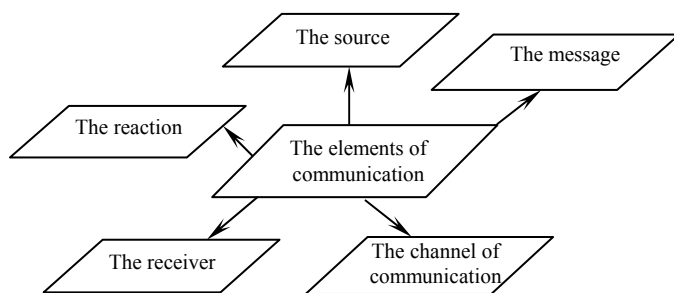 The source
The message
The reaction
The elements of
communication
The receiver
The channel of
communication